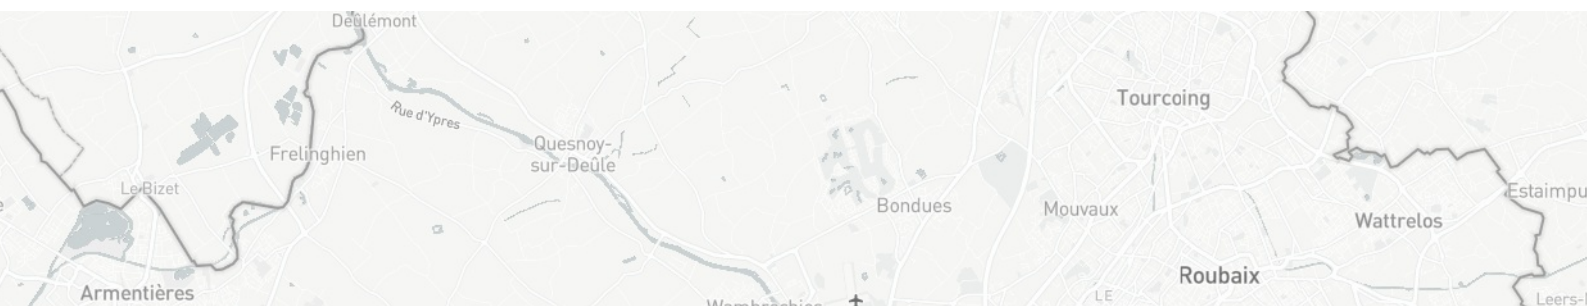 Deûlémont
Rue d'Ypres
Tourcoing
Quesnoy-
sur-Deûle
Frelinghien
Le Bizet
Estaimpu
Bondues
Mouvaux
Wattrelos
Roubaix
Armentières
LE
Leers-